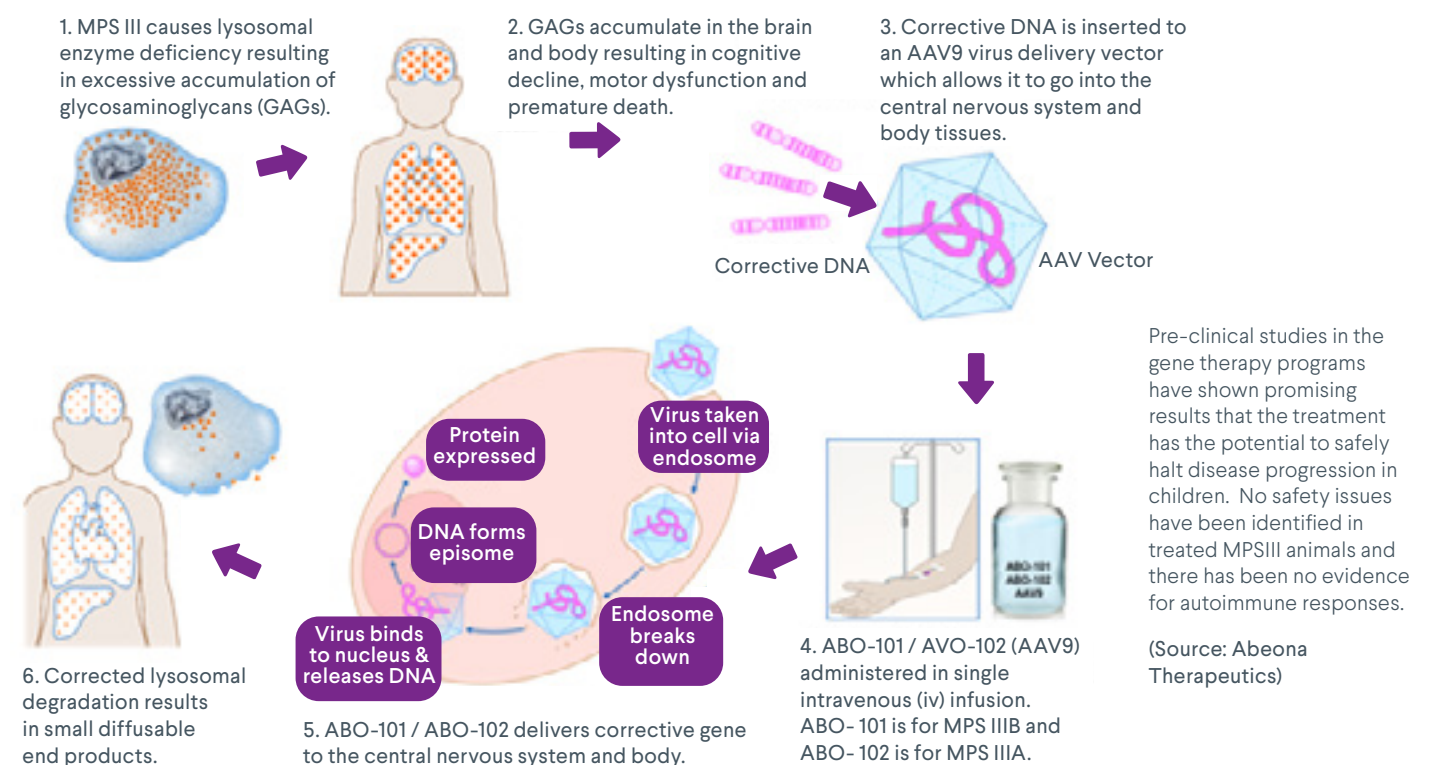 1. MPS III causes lysosomal
enzyme deficiency resulting
in excessive accumulation of
glycosaminoglycans (GAGs).
2. GAGs accumulate in the brain
and body resulting in cognitive
decline, motor dysfunction and
premature death.
3. Corrective DNA is inserted to
an AAV9 virus delivery vector
which allows it to go into the
central nervous system and
body tissues.
Corrective DNA
AAV Vector
Pre-clinical studies in the
gene therapy programs
have shown promising
results that the treatment
has the potential to safely
halt disease progression in
children. No safety issues
have been identified in
treated MPSIII animals and
there has been no evidence
for autoimmune responses.
(Source: Abeona
Therapeutics)
ABO-101
ABO-102
AAV9
4. ABO-101 / AVO-102 (AAV9)
administered in single
intravenous (iv) infusion.
ABO- 101 is for MPS IIIB and
ABO- 102 is for MPS IIIA.
Virus taken
into cell via
endosome
Endosome
breaks
down
Virus binds
to nucleus &
releases DNA
DNA forms
episome
Protein
expressed
5. ABO-101 / ABO-102 delivers corrective gene
to the central nervous system and body.
6. Corrected lysosomal
degradation results
in small diffusable
end products.